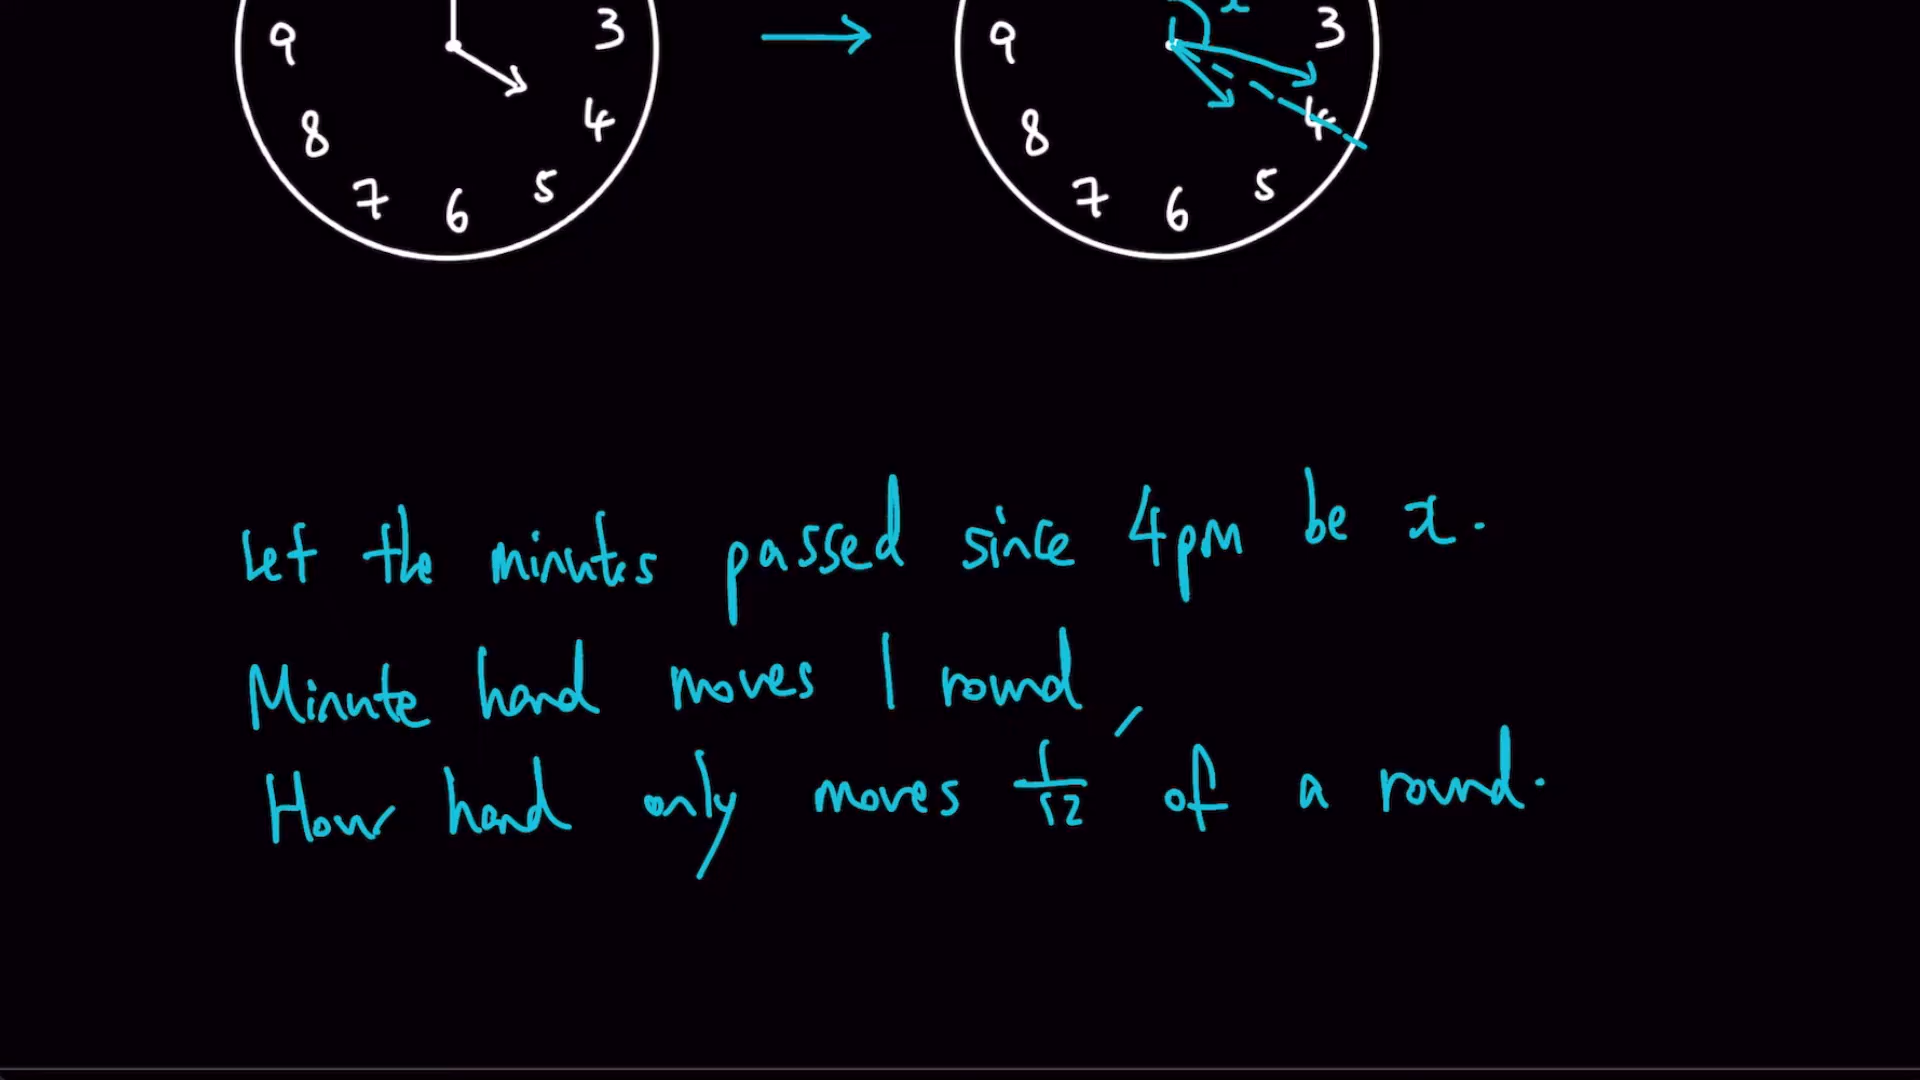 9 3 9 x 3
8 4 8 4
7 6 5 7 6 5
Let the minutes passed since 4pm be x.
Minute hand moves 1 round,
Hour hand only moves 1/12 of a round.